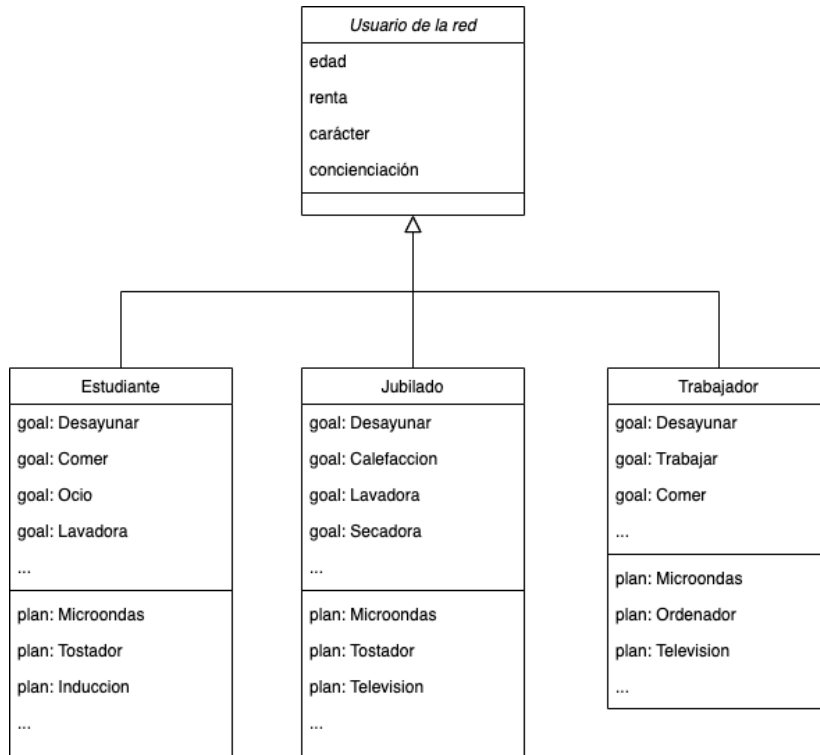 Usuario de la red
edad
renta
carácter
concienciación
Estudiante
goal: Desayunar
goal: Comer
goal: Ocio
goal: Lavadora
...
plan: Microondas
plan: Tostador
plan: Induccion
...
Jubilado
goal: Desayunar
goal: Calefaccion
goal: Lavadora
goal: Secadora
...
plan: Microondas
plan: Tostador
plan: Television
...
Trabajador
goal: Desayunar
goal: Trabajar
goal: Comer
...
plan: Microondas
plan: Ordenador
plan: Television
...